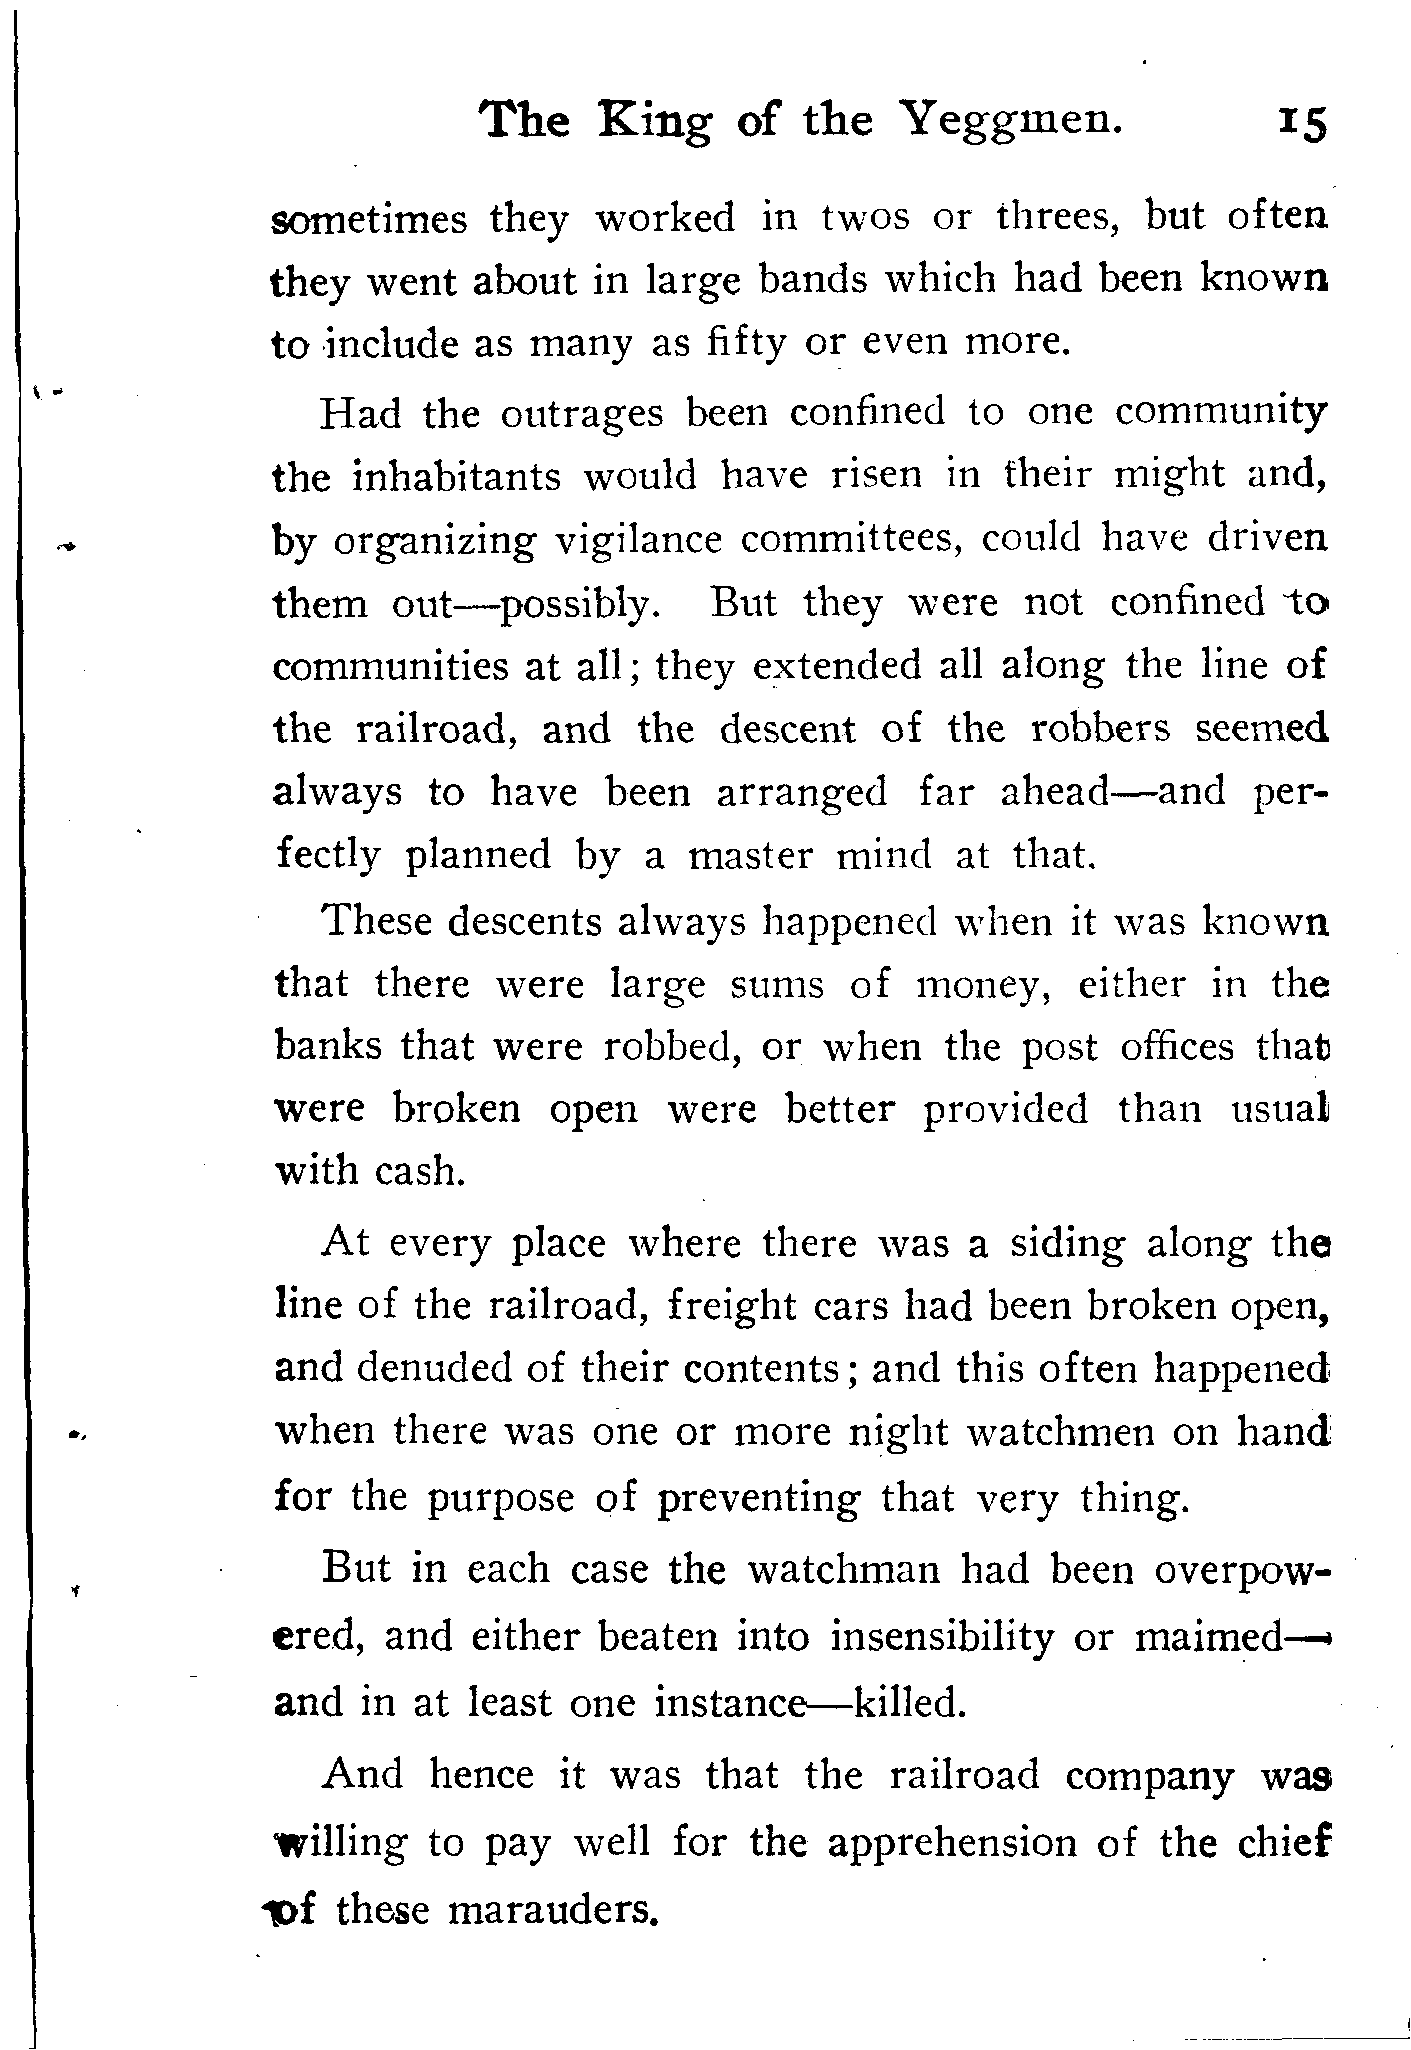 The King of the Yeggmen. 15
sometimes they worked in twos or threes, but often
they went about in large bands which had been known
to include as many as fifty or even more.
Had the outrages been confined to one community
the inhabitants would have risen in their might and,
by organizing vigilance committees, could have driven
them out—possibly. But they were not confined to
communities at all; they extended all along the line of
the railroad, and the descent of the robbers seemed
always to have been arranged far ahead—and per-
fectly planned by a master mind at that.
These descents always happened when it was known
that there were large sums of money, either in the
banks that were robbed, or when the post offices that
were broken open were better provided than usual
with cash.
At every place where there was a siding along the
line of the railroad, freight cars had been broken open,
and denuded of their contents; and this often happened
when there was one or more night watchmen on hand
for the purpose of preventing that very thing.
But in each case the watchman had been overpow-
ered, and either beaten into insensibility or maimed—
and in at least one instance—killed.
And hence it was that the railroad company was
willing to pay well for the apprehension of the chief
of these marauders.